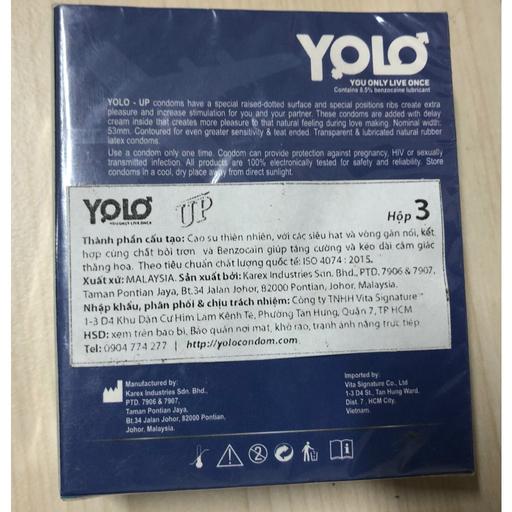 YOLO
YOU ONLY LIVE ONCE
Contains 8.5% benzocaine lubricant
YOLO - UP condoms have a special raised-dotted surface and special positions ribs create extra
pleasure and increase stimulation for you and your partner. These condoms are added with delay
cream inside that creates more pleasure to that natural feeling during love making. Nominal width:
53mm. Contoured for even greater sensitivity & teat ended. Transparent & lubricated natural rubber
latex condoms.
Use a condom only one time. Condom can provide protection against pregnancy, HIV or sexually
transmitted infection. All products are 100% electronically tested for safety and reliability. Store
condoms in a cool, dry place away from direct sunlight.
YOLO UP
YOU ONLY LIVE ONCE
Hộp 3
Thành phần cấu tạo: Cao su thiên nhiên, với các siêu hạt và vòng gân nổi, kết
hợp cùng chất bôi trơn và Benzocain giúp tăng cường và kéo dài cảm giác
thăng hoa. Theo tiêu chuẩn chất lượng quốc tế: ISO 4074 : 2015.
Xuất xứ: MALAYSIA. Sản xuất bởi: Karex Industries Sdn. Bhd., PTD. 7906 & 7907,
Taman Pontian Jaya, Bt.34 Jalan Johor, 82000 Pontian, Johor, Malaysia.
Nhập khẩu, phân phối & chịu trách nhiệm: Công ty TNHH Vita Signature
1-3 D4 Khu Dân Cư Him Lam Kênh Tẻ, Phường Tân Hưng, Quận 7, TP HCM
HSD: xem trên bao bì. Bảo quản nơi mát, khô ráo, tránh ánh nắng trực tiếp
Tel: 0904 774 277 | http://yolocondom.com
Manufactured by:
Karex Industries Sdn. Bhd.,
PTD. 7906 & 7907,
Taman Pontian Jaya,
Bt.34 Jalan Johor, 82000 Pontian,
Johor, Malaysia.
Imported by:
Vita Signature Co., Ltd
1-3 D4 St., Tan Hung Ward.
Dist. 7 , HCM City,
Vietnam.